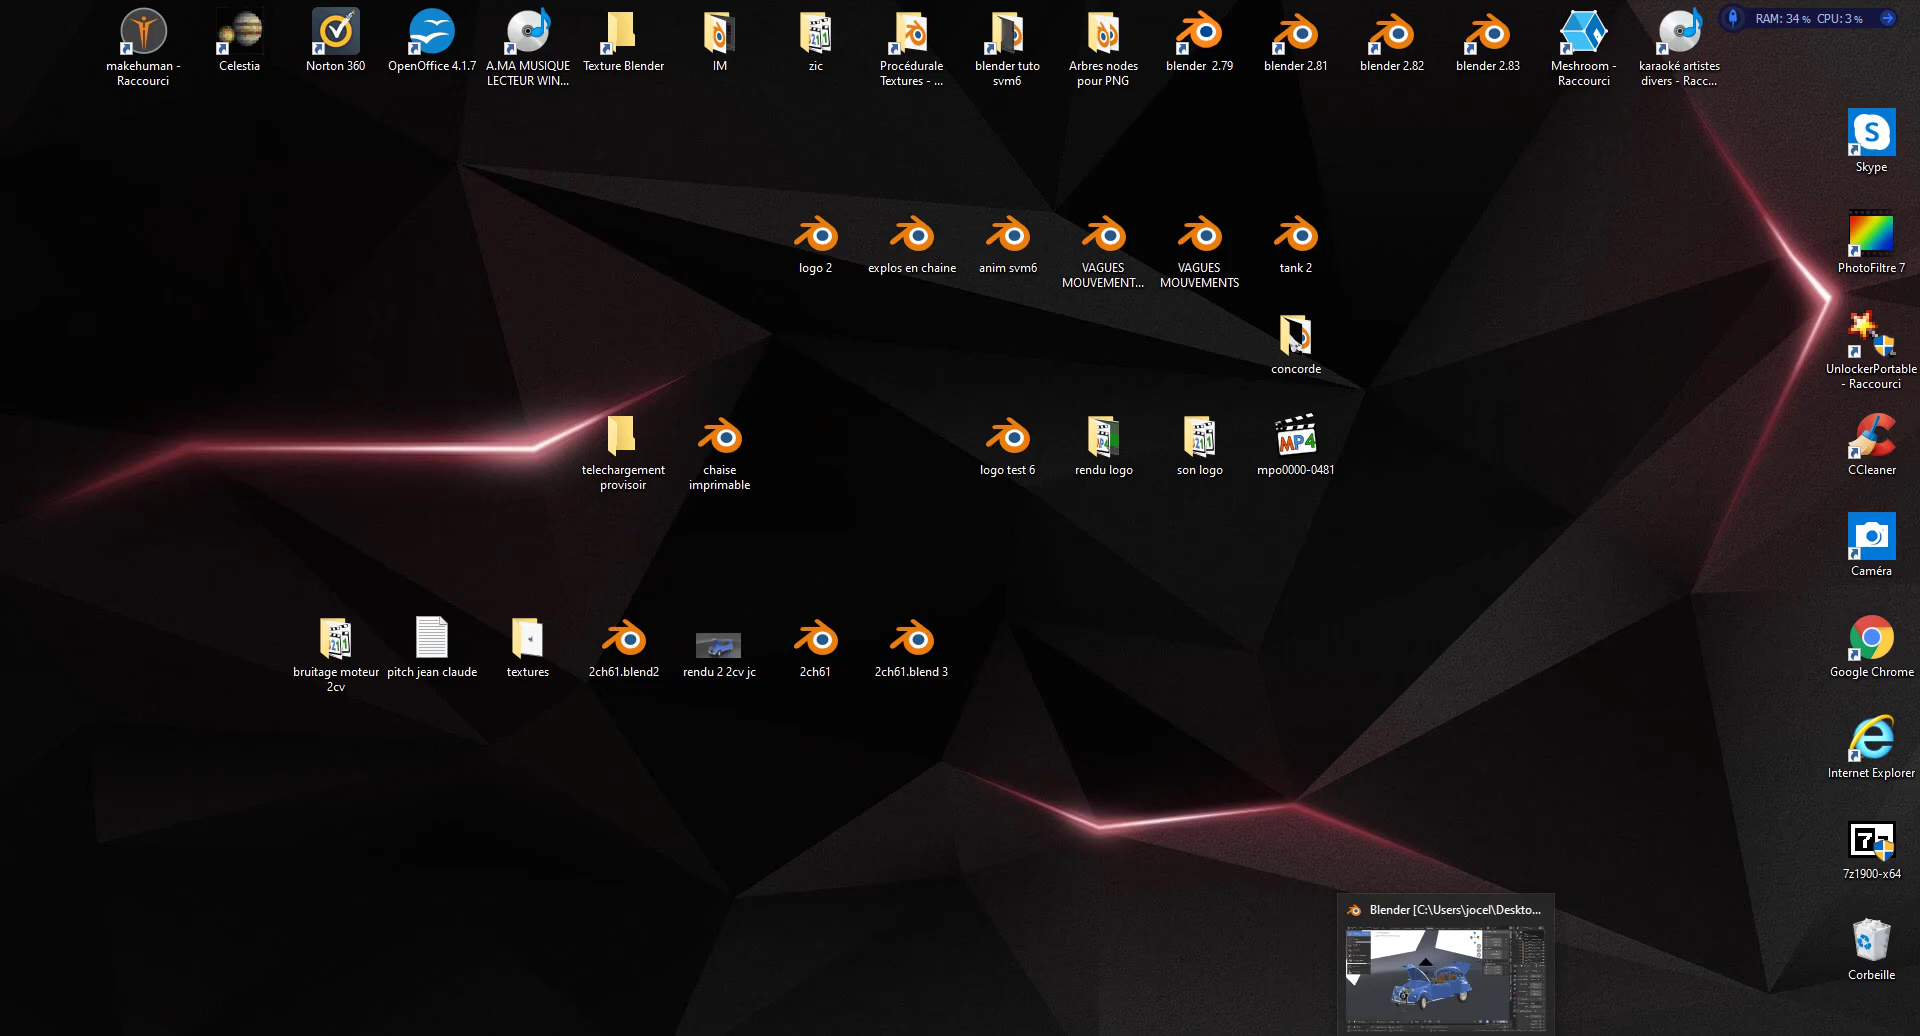 RAM: 34 % CPU: 3 %
makehuman -
Raccourci
Celestia
Norton 360
OpenOffice 4.1.7
A.MA MUSIQUE
LECTEUR WIN...
Texture Blender
IM
zic
Procédurale
Textures - ...
blender tuto
svm6
Arbres nodes
pour PNG
blender 2.79
blender 2.81
blender 2.82
blender 2.83
Meshroom -
Raccourci
karaoké artistes
divers - Racc...
Skype
logo 2
explos en chaine
anim svm6
VAGUES
MOUVEMENT...
VAGUES
MOUVEMENTS
tank 2
PhotoFiltre 7
concorde
UnlockerPortable
- Raccourci
telechargement
provisoir
chaise
imprimable
logo test 6
rendu logo
son logo
MP4
mpo0000-0481
CCleaner
Caméra
bruitage moteur
2cv
pitch jean claude
textures
2ch61.blend2
rendu 2 2cv jc
2ch61
2ch61.blend 3
Google Chrome
Internet Explorer
7z1900-x64
Blender [C:\Users\jocel\Deskto...
Corbeille